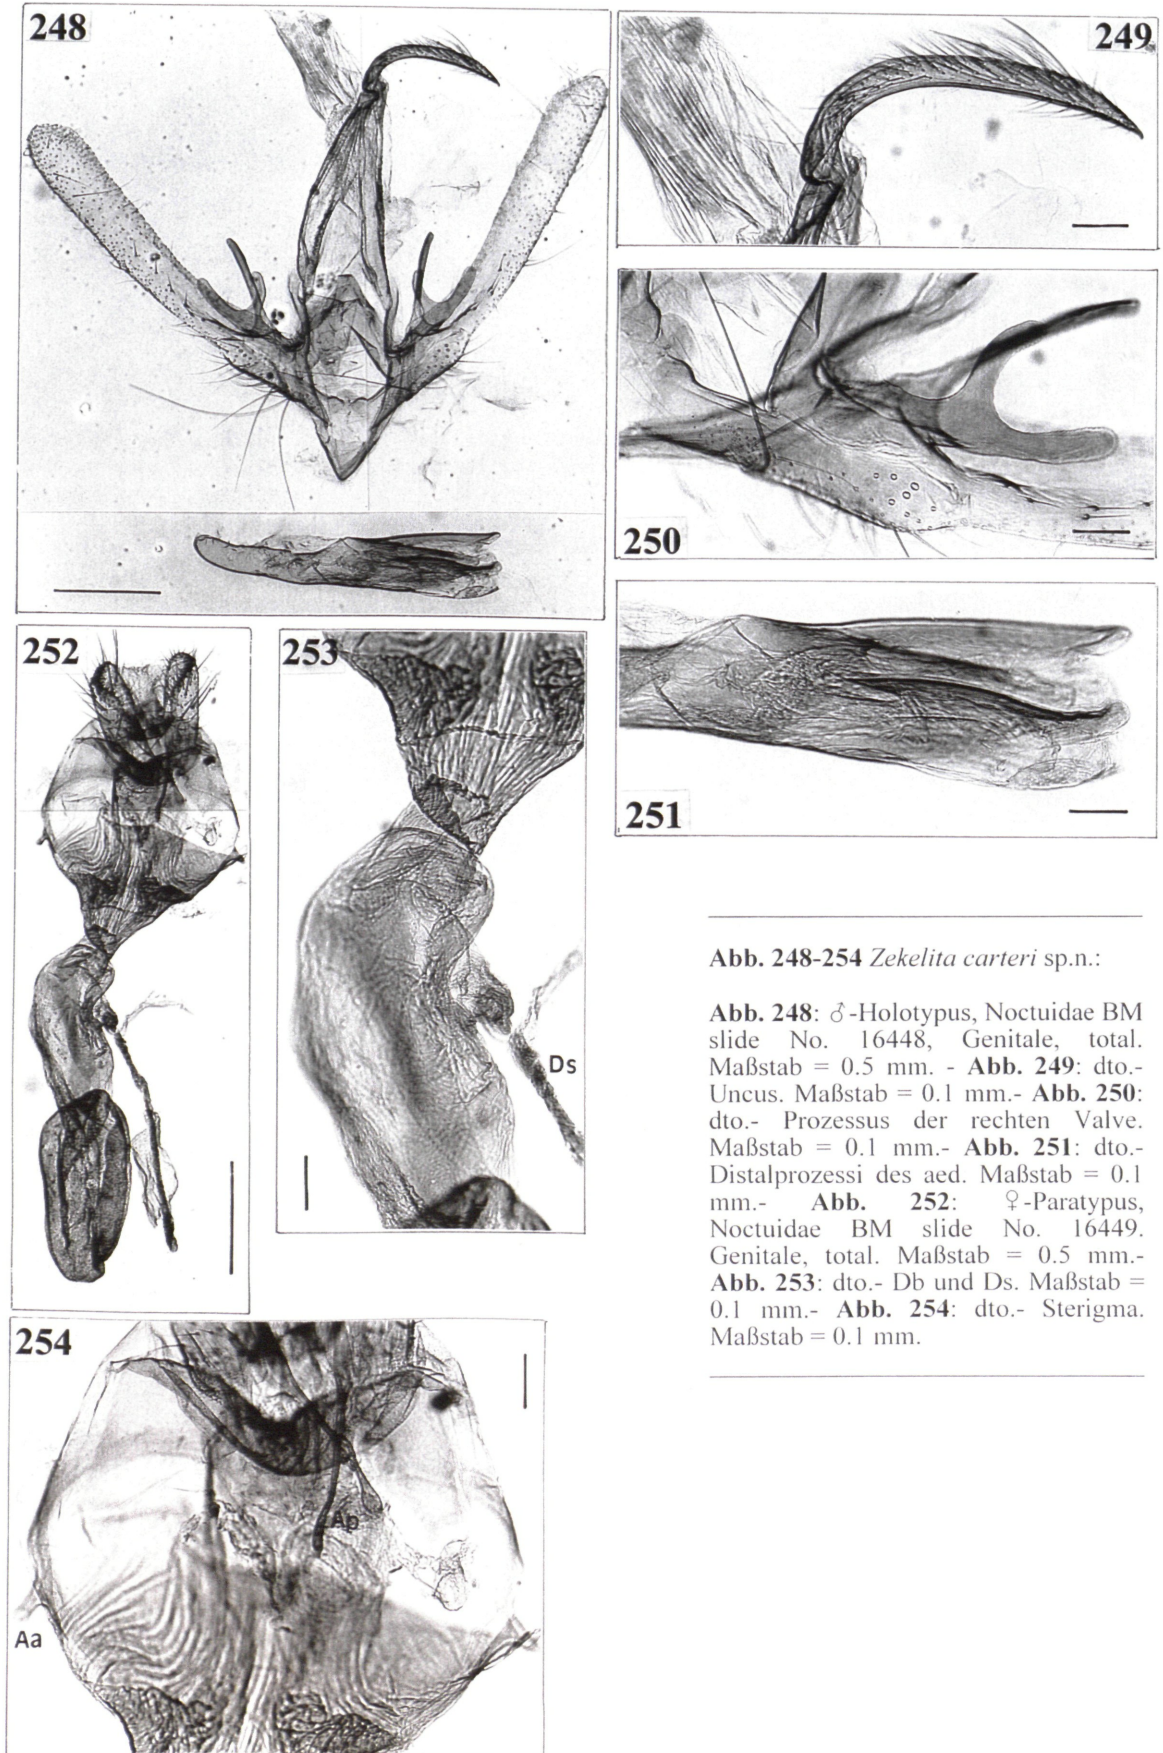 248
249
250
251
252
253
Ds
254
Ap
Aa
Abb. 248-254 Zekelita carteri sp.n.:
Abb. 248: ♂-Holotypus, Noctuidae BM
slide No. 16448, Genitale, total.
Maßstab = 0.5 mm. - Abb. 249: dto.-
Uncus. Maßstab = 0.1 mm.- Abb. 250:
dto.- Prozessus der rechten Valve.
Maßstab = 0.1 mm.- Abb. 251: dto.-
Distalprozessi des aed. Maßstab = 0.1
mm.- Abb. 252: ♀-Paratypus,
Noctuidae BM slide No. 16449.
Genitale, total. Maßstab = 0.5 mm.-
Abb. 253: dto.- Db und Ds. Maßstab =
0.1 mm.- Abb. 254: dto.- Sterigma.
Maßstab = 0.1 mm.